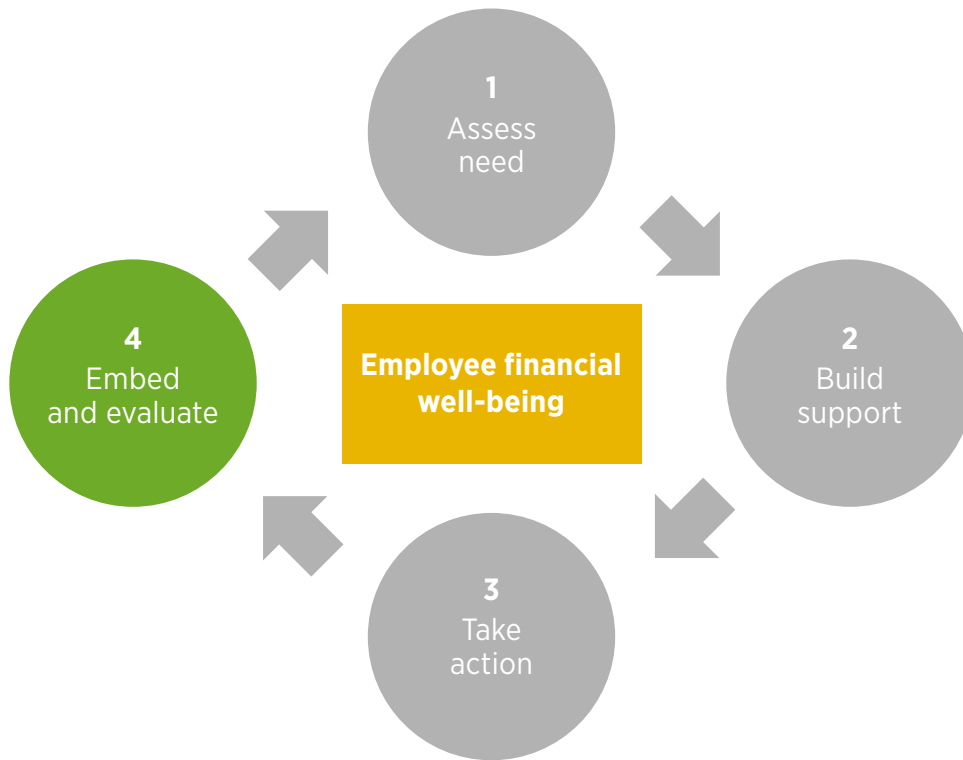 1
Assess
need
2
Build
support
3
Take
action
4
Embed
and evaluate
Employee financial
well-being